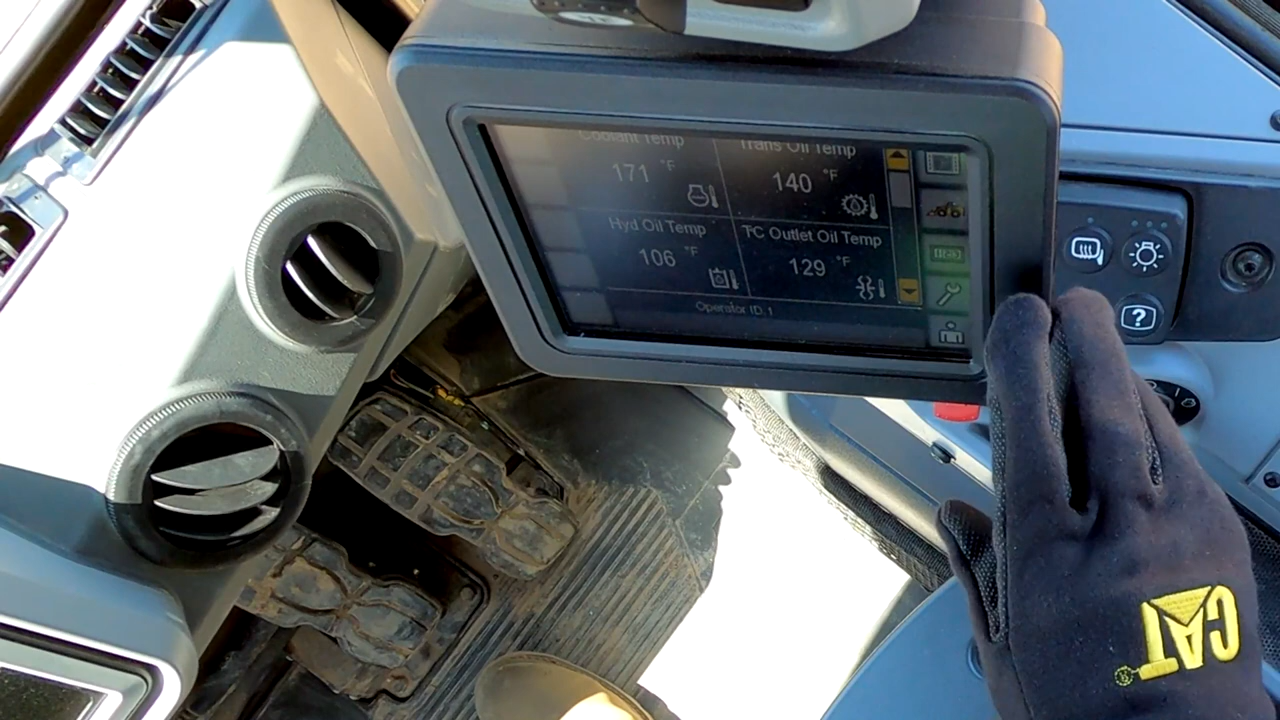 Coolant Temp
171 °F
Trans Oil Temp
140 °F
Hyd Oil Temp
106 °F
TC Outlet Oil Temp
129 °F
Operator ID 1
?
CAT